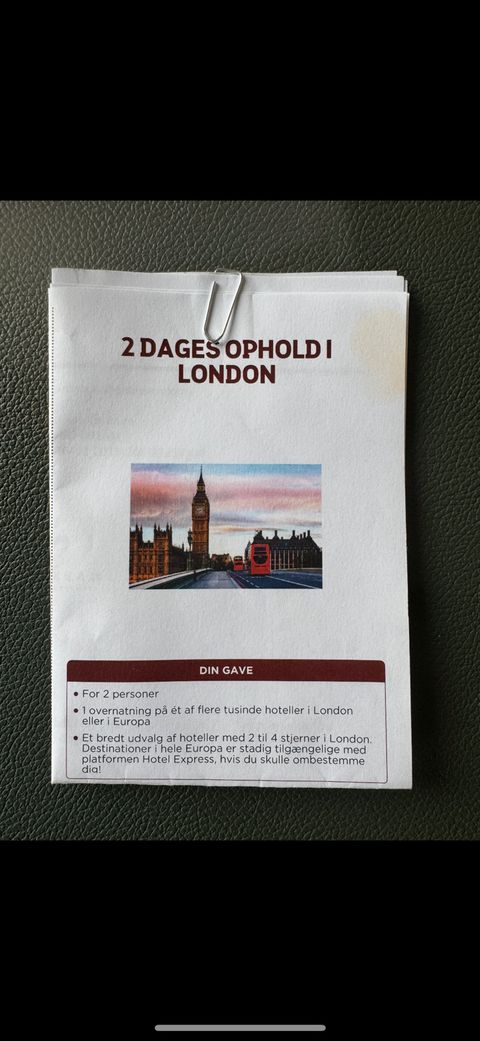 2 DAGES OPHOLD I
LONDON
DIN GAVE
• For 2 personer
• 1 overnatning på ét af flere tusinde hoteller i London
eller i Europa
• Et bredt udvalg af hoteller med 2 til 4 stjerner i London.
Destinationer i hele Europa er stadig tilgængelige med
platformen Hotel Express, hvis du skulle ombestemme
dig!